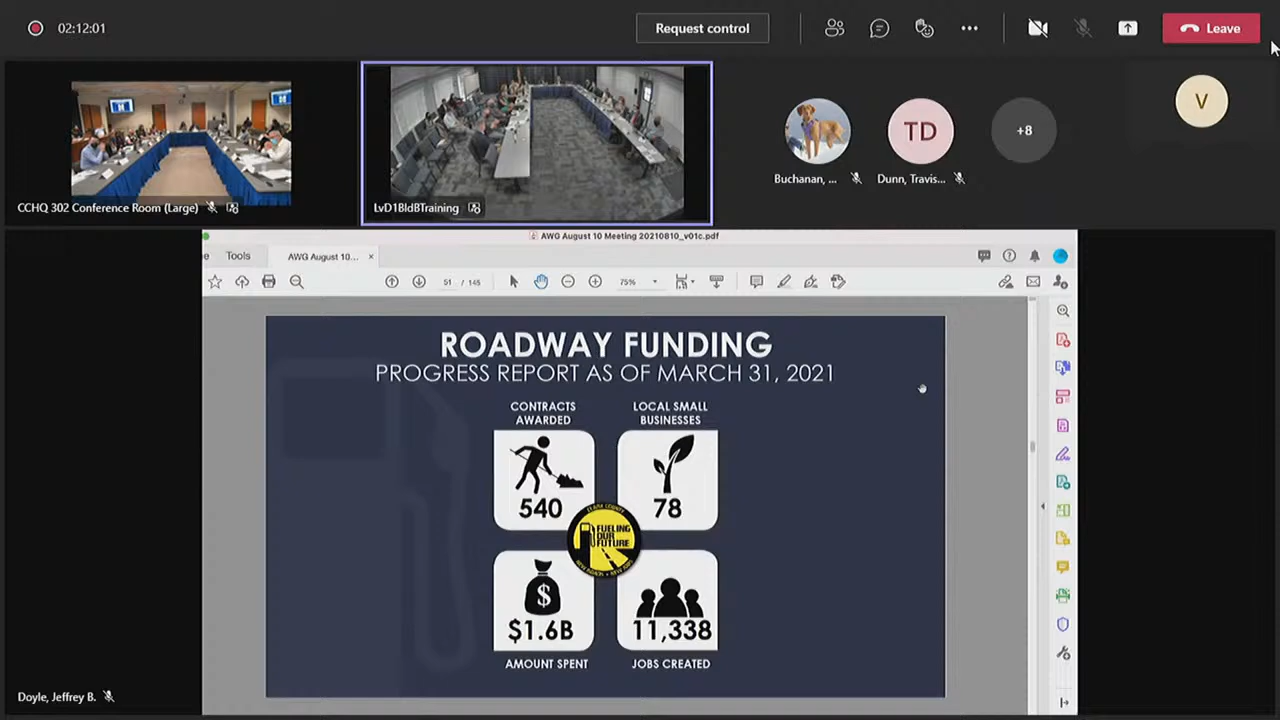 02:12:01
Request control
Leave
V
TD
+8
Buchanan, ...
Dunn, Travis...
CCHQ 302 Conference Room (Large)
LvD1BldBTraining
AWG August 10 Meeting 20210810_v01c.pdf
e
Tools
AWG August 10...
51 / 145
75%
ROADWAY FUNDING
PROGRESS REPORT AS OF MARCH 31, 2021
CONTRACTS
AWARDED
LOCAL SMALL
BUSINESSES
540
78
CLARK COUNTY
FUELING
OUR
FUTURE
$
$1.6B
11,338
AMOUNT SPENT
JOBS CREATED
Doyle, Jeffrey B.